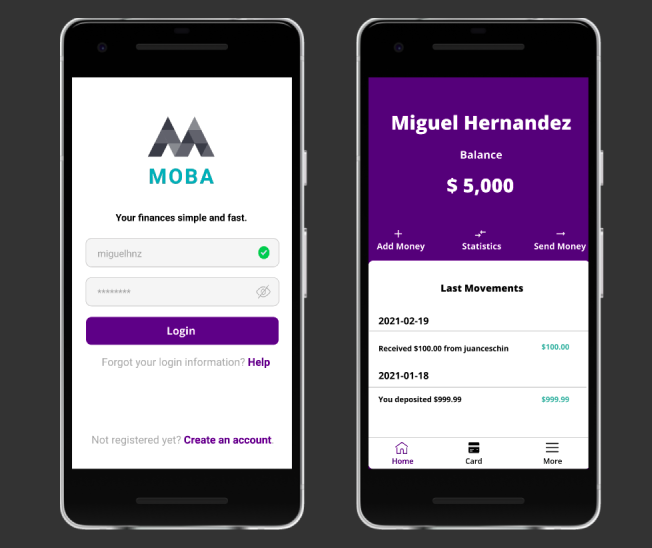 MOBA
Your finances simple and fast.
miguelhnz
********
Login
Forgot your login information? Help
Not registered yet? Create an account.
Miguel Hernandez
Balance
$ 5,000
Add Money Statistics Send Money
Last Movements
2021-02-19
Received $100.00 from juanceschin $100.00
2021-01-18
You deposited $999.99 $999.99
Home Card More